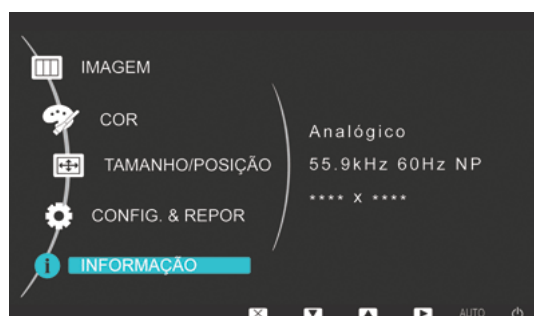 IMAGEM
COR
TAMANHO/POSIÇÃO
CONFIG. & REPOR
INFORMAÇÃO
Analógico
55.9kHz 60Hz NP
**** X ****
AUTO